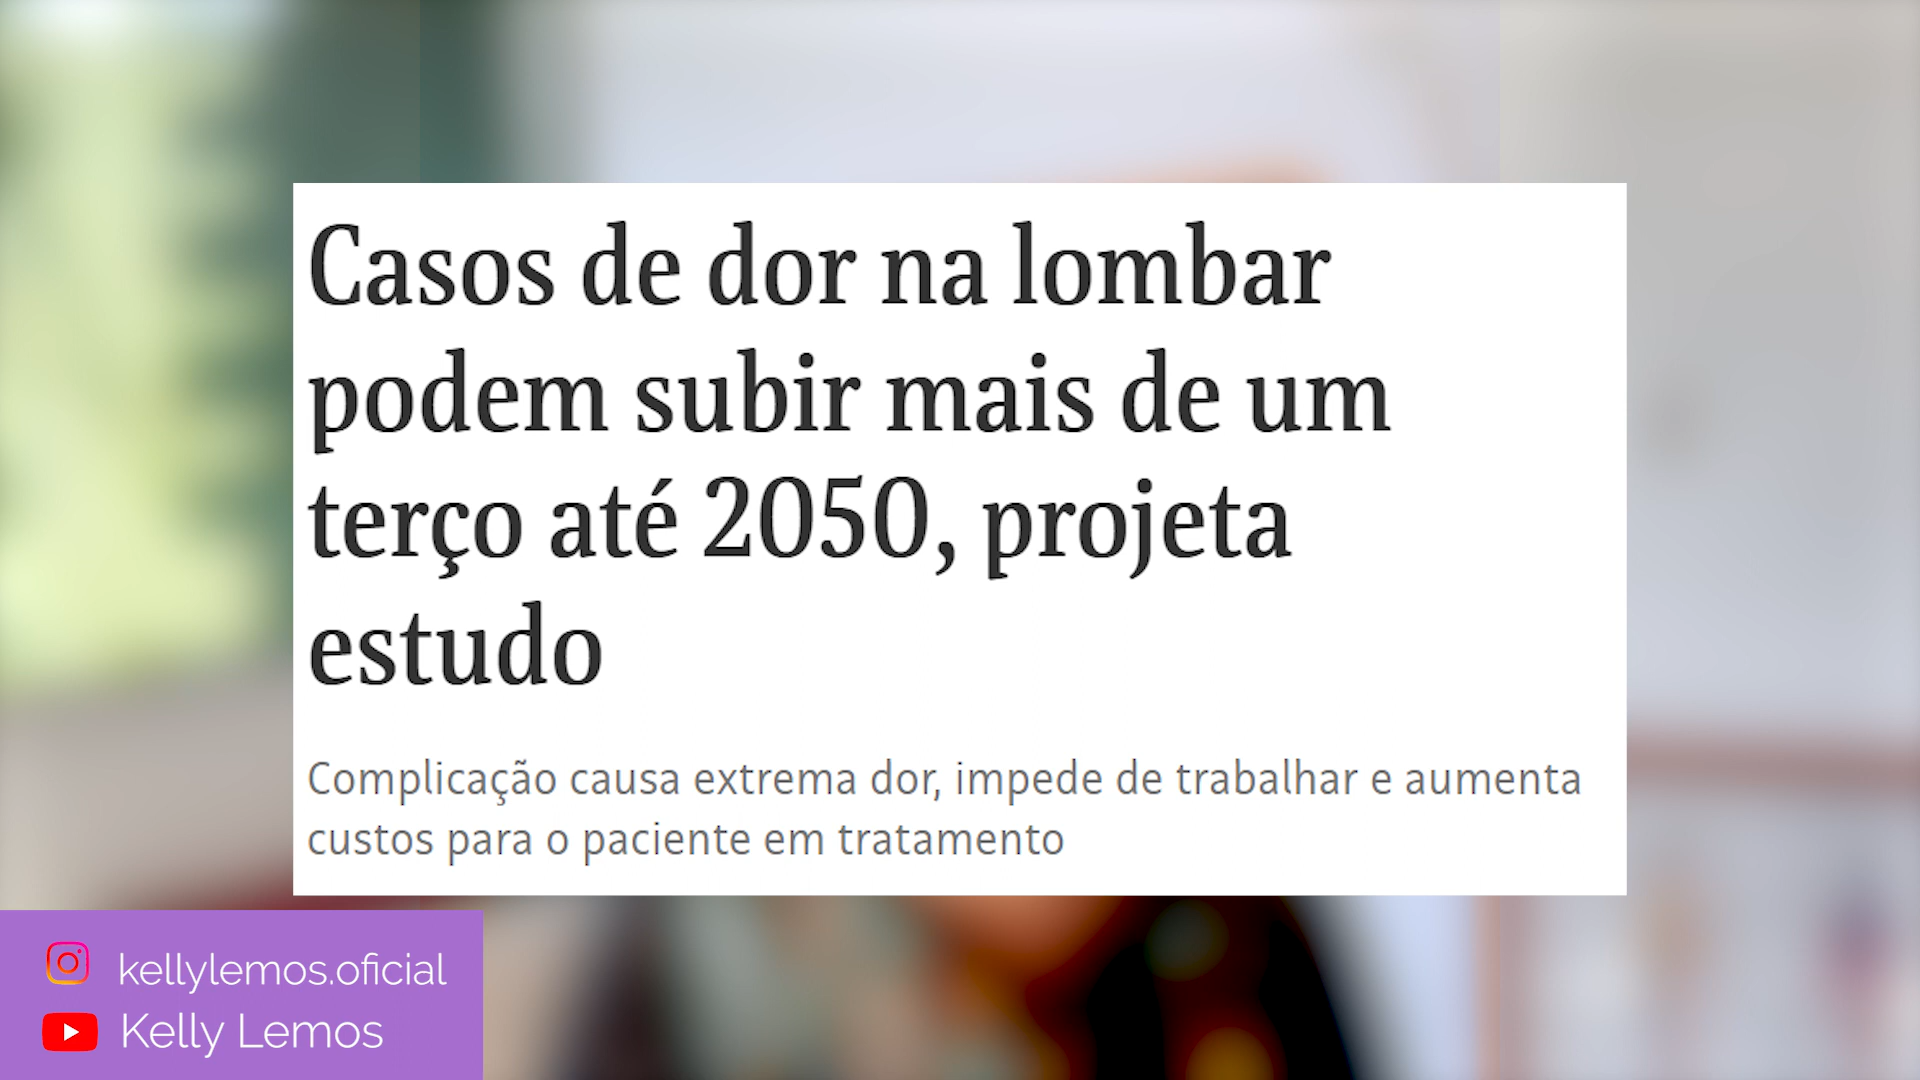 Casos de dor na lombar
podem subir mais de um
terço até 2050, projeta
estudo
Complicação causa extrema dor, impede de trabalhar e aumenta
custos para o paciente em tratamento
kellylemos.oficial
Kelly Lemos